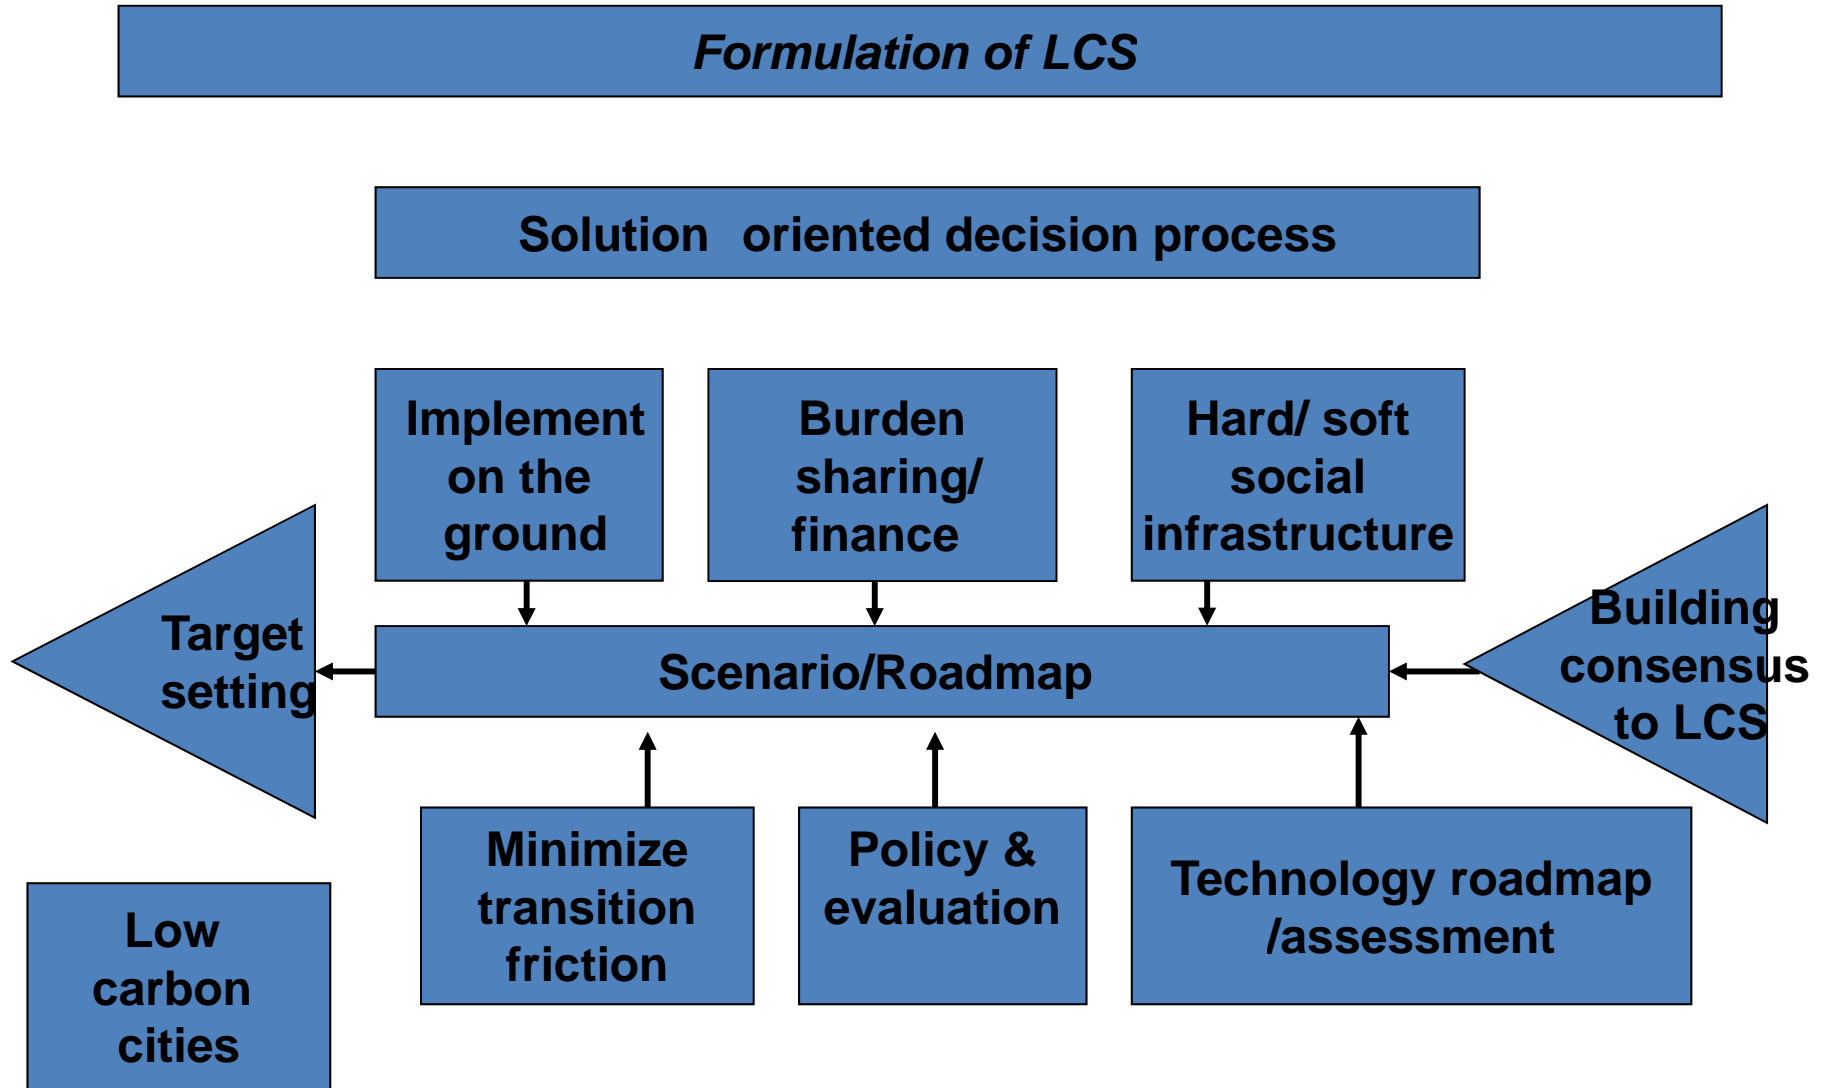 Formulation of LCS
Solution oriented decision process
Implement
on the
ground
Burden
sharing/
finance
Hard/ soft
social
infrastructure
Target
setting
Scenario/Roadmap
Building
consensus
to LCS
Minimize
transition
friction
Policy &
evaluation
Technology roadmap
/assessment
Low
carbon
cities